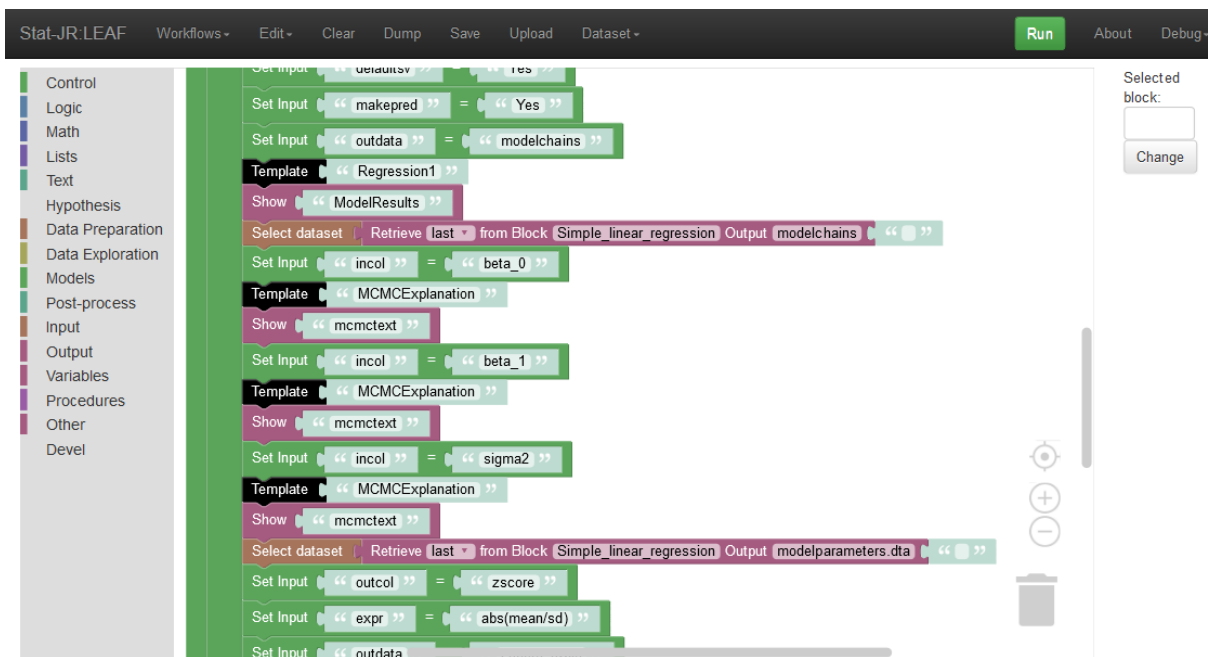 Stat-JR:LEAF Workflows Edit Clear Dump Save Upload Dataset Run About Debug
Control
Logic
Math
Lists
Text
Hypothesis
Data Preparation
Data Exploration
Models
Post-process
Input
Output
Variables
Procedures
Other
Devel
Set Input “ defaultsv ” = “ Yes ”
Set Input “ makepred ” = “ Yes ”
Set Input “ outdata ” = “ modelchains ”
Template “ Regression1 ”
Show “ ModelResults ”
Select dataset Retrieve last from Block Simple_linear_regression Output modelchains “ ”
Set Input “ incol ” = “ beta_0 ”
Template “ MCMCExplanation ”
Show “ mcmctext ”
Set Input “ incol ” = “ beta_1 ”
Template “ MCMCExplanation ”
Show “ mcmctext ”
Set Input “ incol ” = “ sigma2 ”
Template “ MCMCExplanation ”
Show “ mcmctext ”
Select dataset Retrieve last from Block Simple_linear_regression Output modelparameters.dta “ ”
Set Input “ outcol ” = “ zscore ”
Set Input “ expr ” = “ abs(mean/sd) ”
Set Input “ outdata
Selected
block:
Change